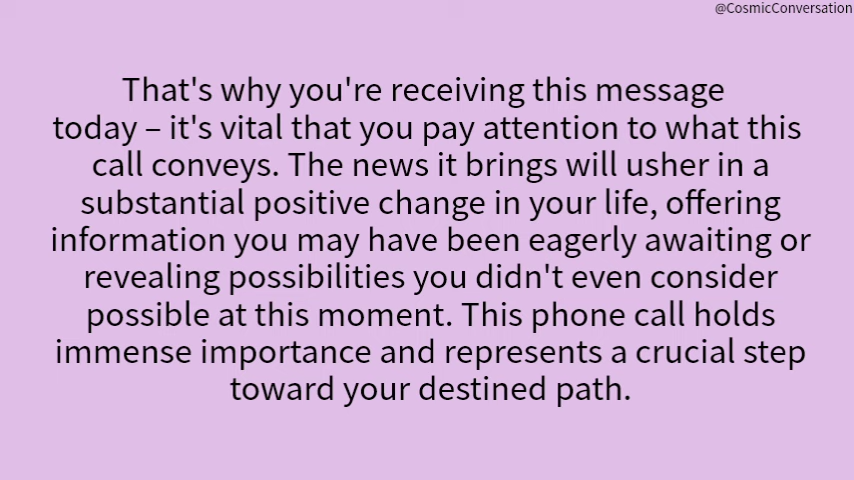 @CosmicConversation
That's why you're receiving this message
today – it's vital that you pay attention to what this
call conveys. The news it brings will usher in a
substantial positive change in your life, offering
information you may have been eagerly awaiting or
revealing possibilities you didn't even consider
possible at this moment. This phone call holds
immense importance and represents a crucial step
toward your destined path.